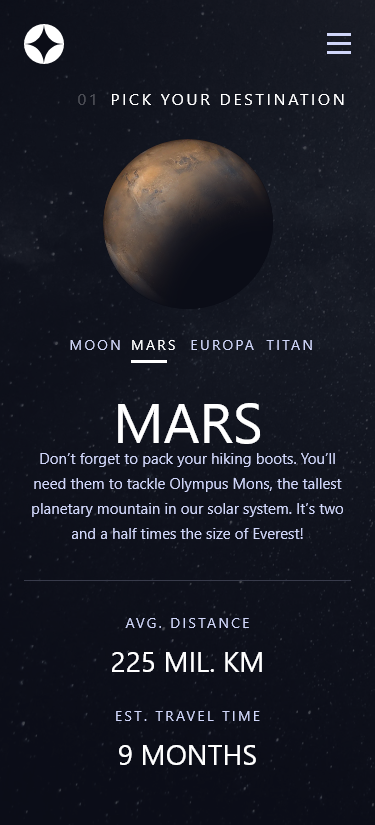 01 PICK YOUR DESTINATION
MOON MARS EUROPA TITAN
MARS
Don’t forget to pack your hiking boots. You’ll
need them to tackle Olympus Mons, the tallest
planetary mountain in our solar system. It’s two
and a half times the size of Everest!
AVG. DISTANCE
225 MIL. KM
EST. TRAVEL TIME
9 MONTHS